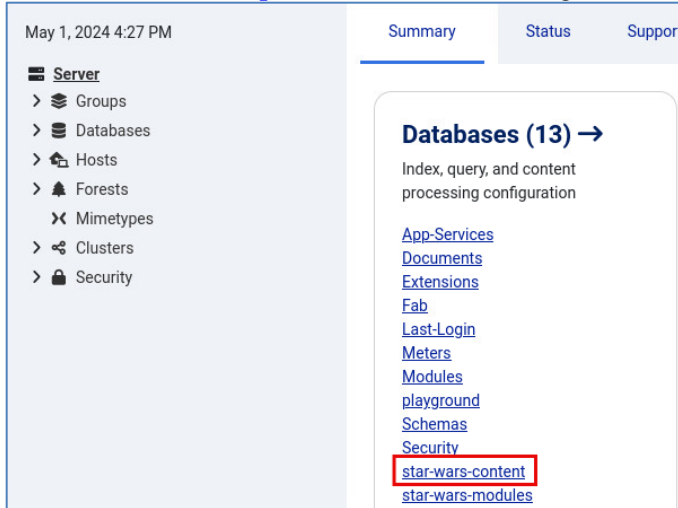 May 1, 2024 4:27 PM
Server
Groups
Databases
Hosts
Forests
Mimetypes
Clusters
Security
Summary Status Suppor
Databases (13) →
Index, query, and content
processing configuration
App-Services
Documents
Extensions
Fab
Last-Login
Meters
Modules
playground
Schemas
Security
star-wars-content
star-wars-modules